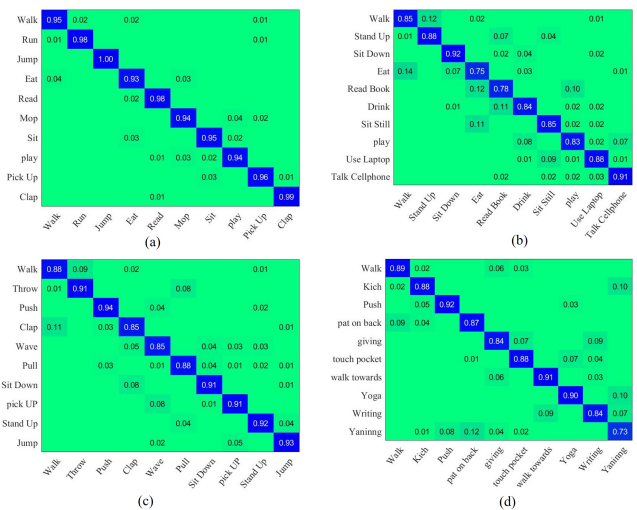 Walk 0.95 0.02 0.02 0.01
Run 0.01 0.98 0.01
Jump 1.00
Eat 0.04 0.93 0.03
Read 0.02 0.98
Mop 0.94 0.04 0.02
Sit 0.03 0.95 0.02
play 0.01 0.03 0.02 0.94
Pick Up 0.03 0.96 0.01
Clap 0.01 0.99
Walk Run Jump Eat Read Mop Sit play Pick Up Clap
(a)
Walk 0.85 0.12 0.02 0.01
Stand Up 0.01 0.88 0.07 0.04
Sit Down 0.92 0.02 0.04 0.02
Eat 0.14 0.07 0.75 0.03 0.01
Read Book 0.12 0.78 0.10
Drink 0.01 0.11 0.84 0.02 0.02
Sit Still 0.11 0.85 0.02 0.02
play 0.08 0.83 0.02 0.07
Use Laptop 0.01 0.09 0.01 0.88 0.01
Talk Cellphone 0.02 0.02 0.02 0.03 0.91
Walk Stand Up Sit Down Eat Read Book Drink Sit Still play Use Laptop Talk Cellphone
(b)
Walk 0.88 0.09 0.02 0.01
Throw 0.01 0.91 0.08
Push 0.94 0.04 0.02
Clap 0.11 0.03 0.85 0.01
Wave 0.05 0.85 0.04 0.03 0.03
Pull 0.03 0.01 0.88 0.04 0.01 0.02 0.01
Sit Down 0.08 0.91 0.01
pick UP 0.08 0.01 0.91
Stand Up 0.04 0.92 0.04
Jump 0.02 0.05 0.93
Walk Throw Push Clap Wave Pull Sit Down pick UP Stand Up Jump
(c)
Walk 0.89 0.02 0.06 0.03
Kich 0.02 0.88 0.10
Push 0.05 0.92 0.03
pat on back 0.09 0.04 0.87
giving 0.84 0.07 0.09
touch pocket 0.01 0.88 0.07 0.04
walk towards 0.06 0.91 0.03
Yoga 0.90 0.10
Writing 0.09 0.84 0.07
Yaninng 0.01 0.08 0.12 0.04 0.02 0.73
Walk Kich Push pat on back giving touch pocket walk towards Yoga Writing Yaninng
(d)